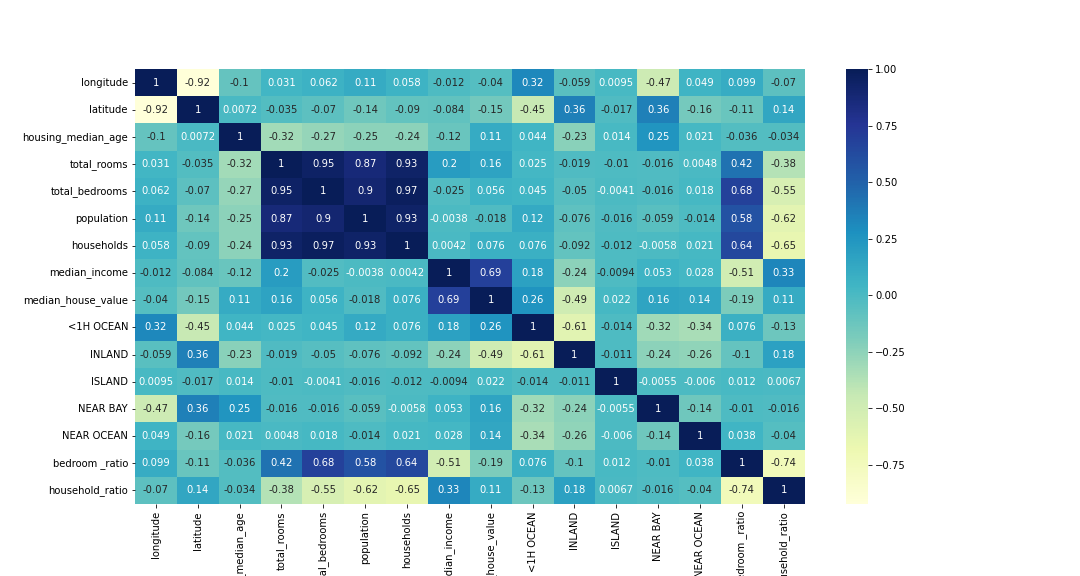 longitude 1 -0.92 -0.1 0.031 0.062 0.11 0.058 -0.012 -0.04 0.32 -0.059 0.0095 -0.47 0.049 0.099 -0.07
latitude -0.92 1 0.0072 -0.035 -0.07 -0.14 -0.09 -0.084 -0.15 -0.45 0.36 -0.017 0.36 -0.16 -0.11 0.14
housing_median_age -0.1 0.0072 1 -0.32 -0.27 -0.25 -0.24 -0.12 0.11 0.044 -0.23 0.014 0.25 0.021 -0.036 -0.034
total_rooms 0.031 -0.035 -0.32 1 0.95 0.87 0.93 0.2 0.16 0.025 -0.019 -0.01 -0.016 0.0048 0.42 -0.38
total_bedrooms 0.062 -0.07 -0.27 0.95 1 0.9 0.97 -0.025 0.056 0.045 -0.05 -0.0041 -0.016 0.018 0.68 -0.55
population 0.11 -0.14 -0.25 0.87 0.9 1 0.93 -0.0038 -0.018 0.12 -0.076 -0.016 -0.059 -0.014 0.58 -0.62
households 0.058 -0.09 -0.24 0.93 0.97 0.93 1 0.0042 0.076 0.076 -0.092 -0.012 -0.0058 0.021 0.64 -0.65
median_income -0.012 -0.084 -0.12 0.2 -0.025 -0.0038 0.0042 1 0.69 0.18 -0.24 -0.0094 0.053 0.028 -0.51 0.33
median_house_value -0.04 -0.15 0.11 0.16 0.056 -0.018 0.076 0.69 1 0.26 -0.49 0.022 0.16 0.14 -0.19 0.11
<1H OCEAN 0.32 -0.45 0.044 0.025 0.045 0.12 0.076 0.18 0.26 1 -0.61 -0.014 -0.32 -0.34 0.076 -0.13
INLAND -0.059 0.36 -0.23 -0.019 -0.05 -0.076 -0.092 -0.24 -0.49 -0.61 1 -0.011 -0.24 -0.26 -0.1 0.18
ISLAND 0.0095 -0.017 0.014 -0.01 -0.0041 -0.016 -0.012 -0.0094 0.022 -0.014 -0.011 1 -0.0055 -0.006 0.012 0.0067
NEAR BAY -0.47 0.36 0.25 -0.016 -0.016 -0.059 -0.0058 0.053 0.16 -0.32 -0.24 -0.0055 1 -0.14 -0.01 -0.016
NEAR OCEAN 0.049 -0.16 0.021 0.0048 0.018 -0.014 0.021 0.028 0.14 -0.34 -0.26 -0.006 -0.14 1 0.038 -0.04
bedroom _ratio 0.099 -0.11 -0.036 0.42 0.68 0.58 0.64 -0.51 -0.19 0.076 -0.1 0.012 -0.01 0.038 1 -0.74
household_ratio -0.07 0.14 -0.034 -0.38 -0.55 -0.62 -0.65 0.33 0.11 -0.13 0.18 0.0067 -0.016 -0.04 -0.74 1
longitude
latitude
_median_age
total_rooms
al_bedrooms
population
households
dian_income
_house_value
<1H OCEAN
INLAND
ISLAND
NEAR BAY
NEAR OCEAN
edroom _ratio
usehold_ratio
1.00
0.75
0.50
0.25
0.00
−0.25
−0.50
−0.75